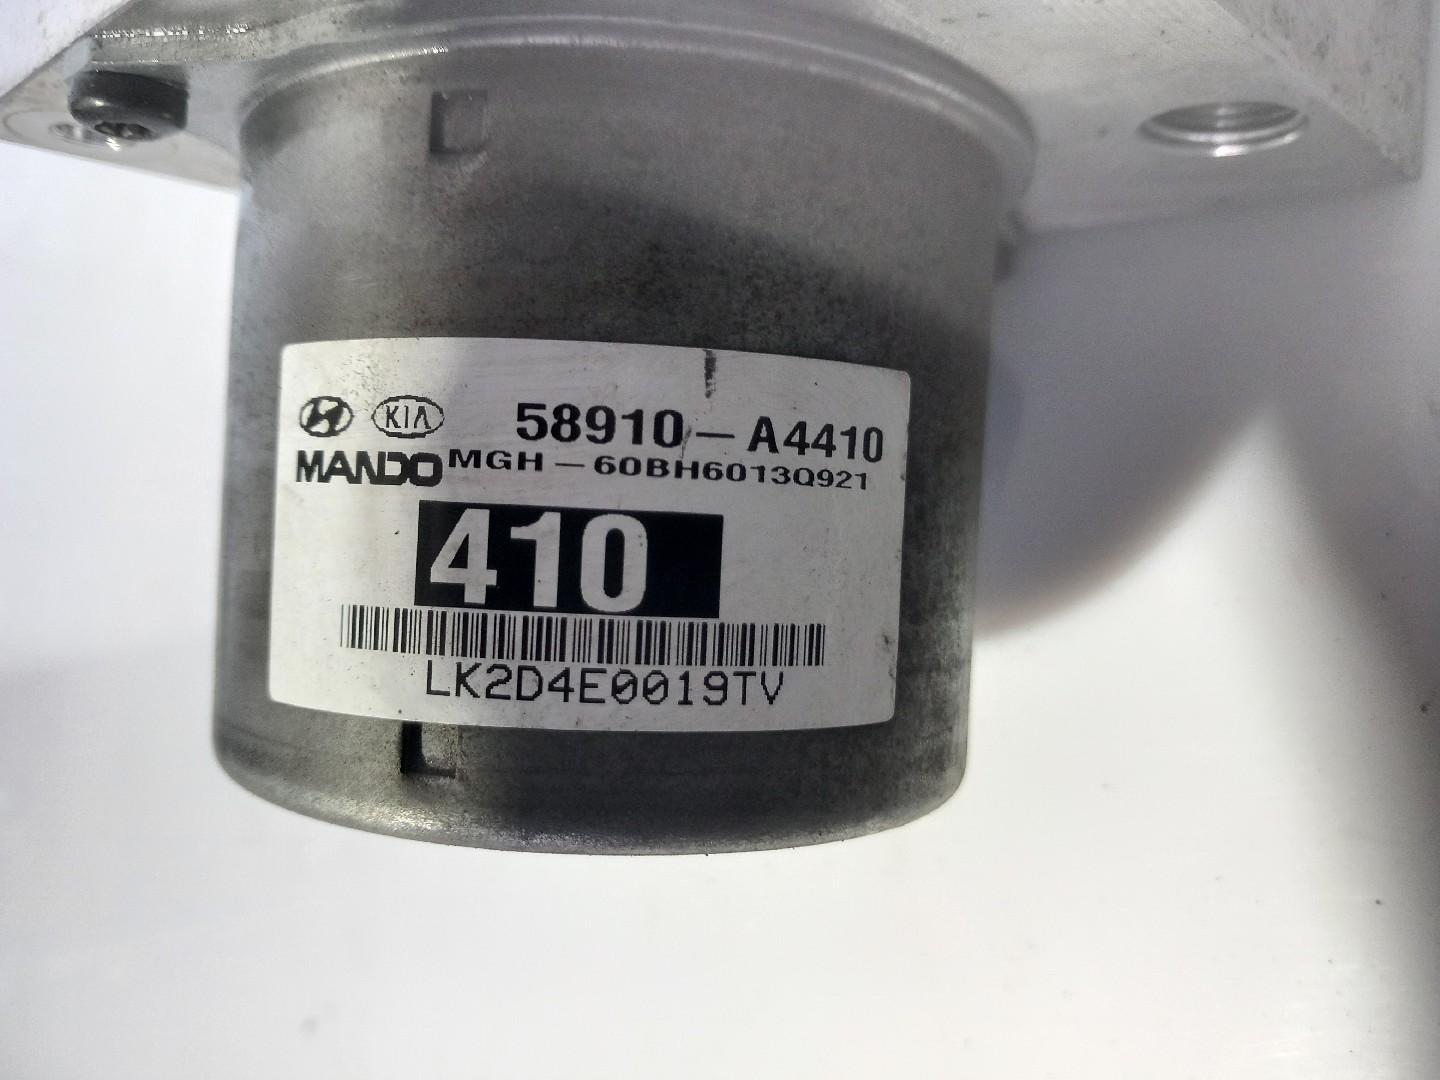 KIA 58910-A4410
MANDO MGH-60BH6013Q921
410
LK2D4E0019TV